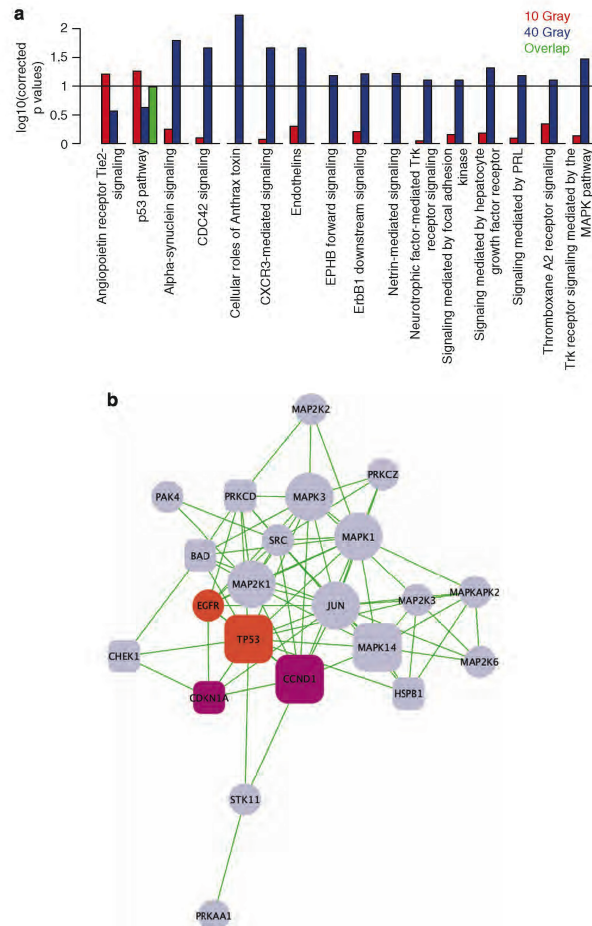 a
10 Gray
40 Gray
Overlap
log10(corrected
p values)
2
1.5
1
0.5
0
Angiopoietin receptor Tie2-
signaling
p53 pathway
Alpha-synuclein signaling
CDC42 signaling
Cellular roles of Anthrax toxin
CXCR3-mediated signaling
Endothelins
EPHB forward signaling
ErbB1 downstream signaling
Netrin-mediated signaling
Neurotrophic factor-mediated Trk
receptor signaling
Signaling mediated by focal adhesion
kinase
Signaing mediated by hepatocyte
growth factor receptor
Signaling mediated by PRL
Thromboxane A2 receptor signaling
Trk receptor signaling mediated by the
MAPK pathway
b
MAP2K2
PRKCZ
PAK4
PRKCD
MAPK3
SRC
MAPK1
BAD
MAP2K1
EGFR
JUN
MAP2K3
MAPKAPK2
TP53
CHEK1
MAPK14
MAP2K6
CCND1
CDKN1A
HSPB1
STK11
PRKAA1